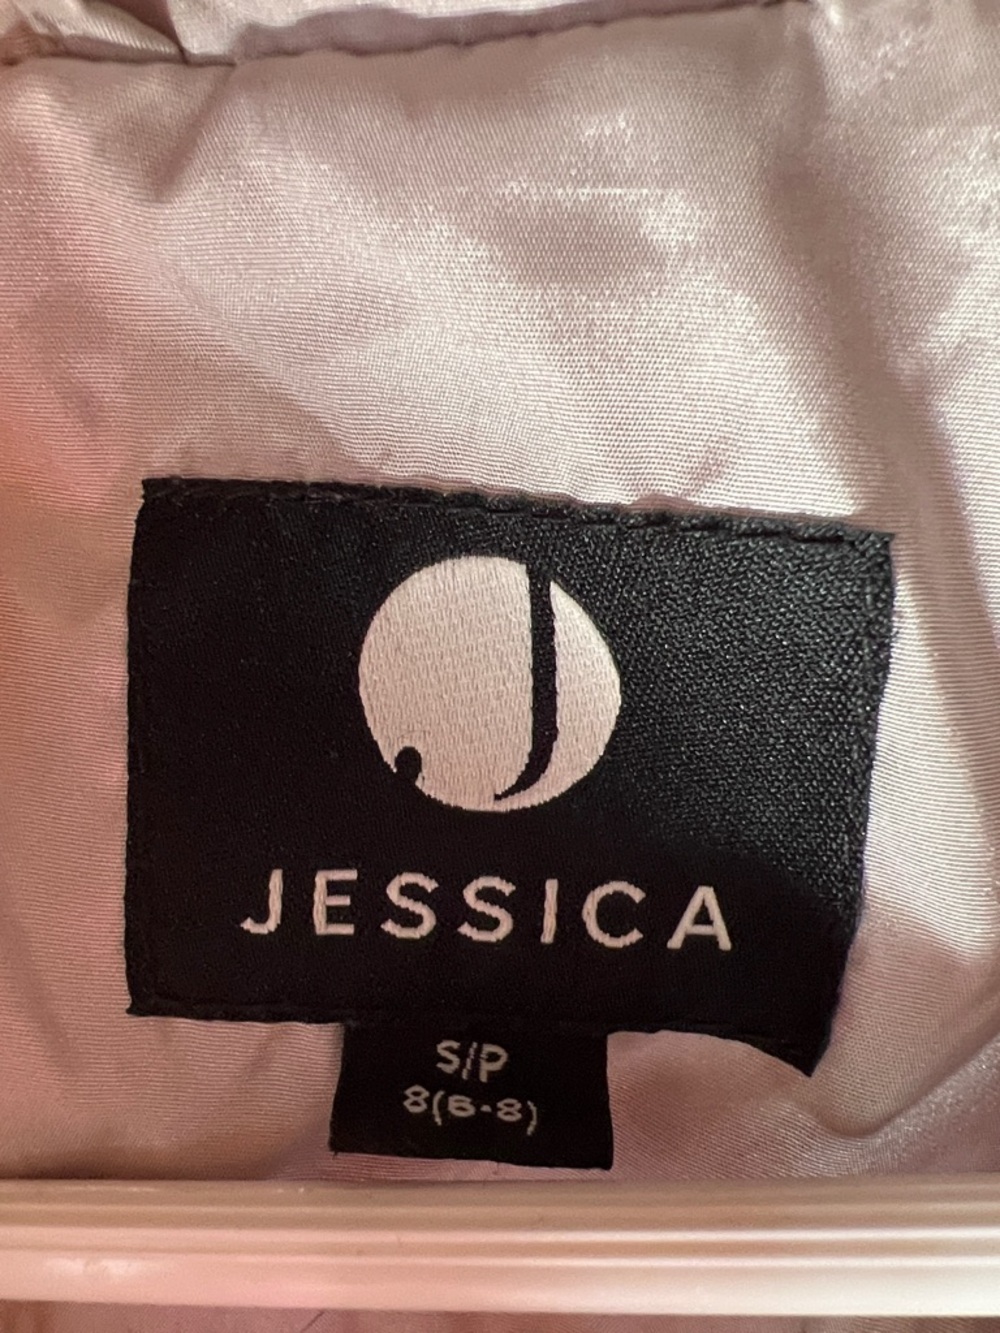 J
JESSICA
S/P
8(6-8)